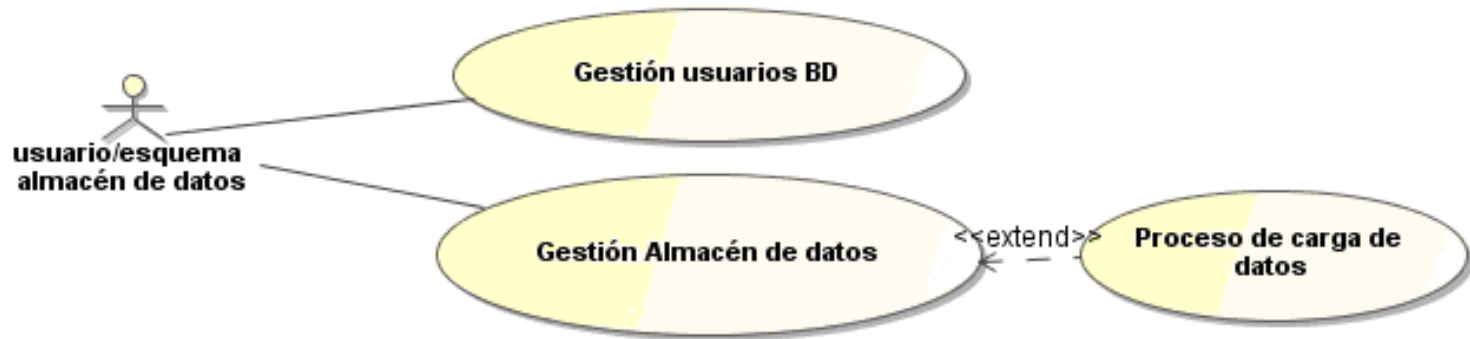 Gestión usuarios BD
usuario/esquema
almacén de datos
Gestión Almacén de datos
<<extend>>
Proceso de carga de
datos